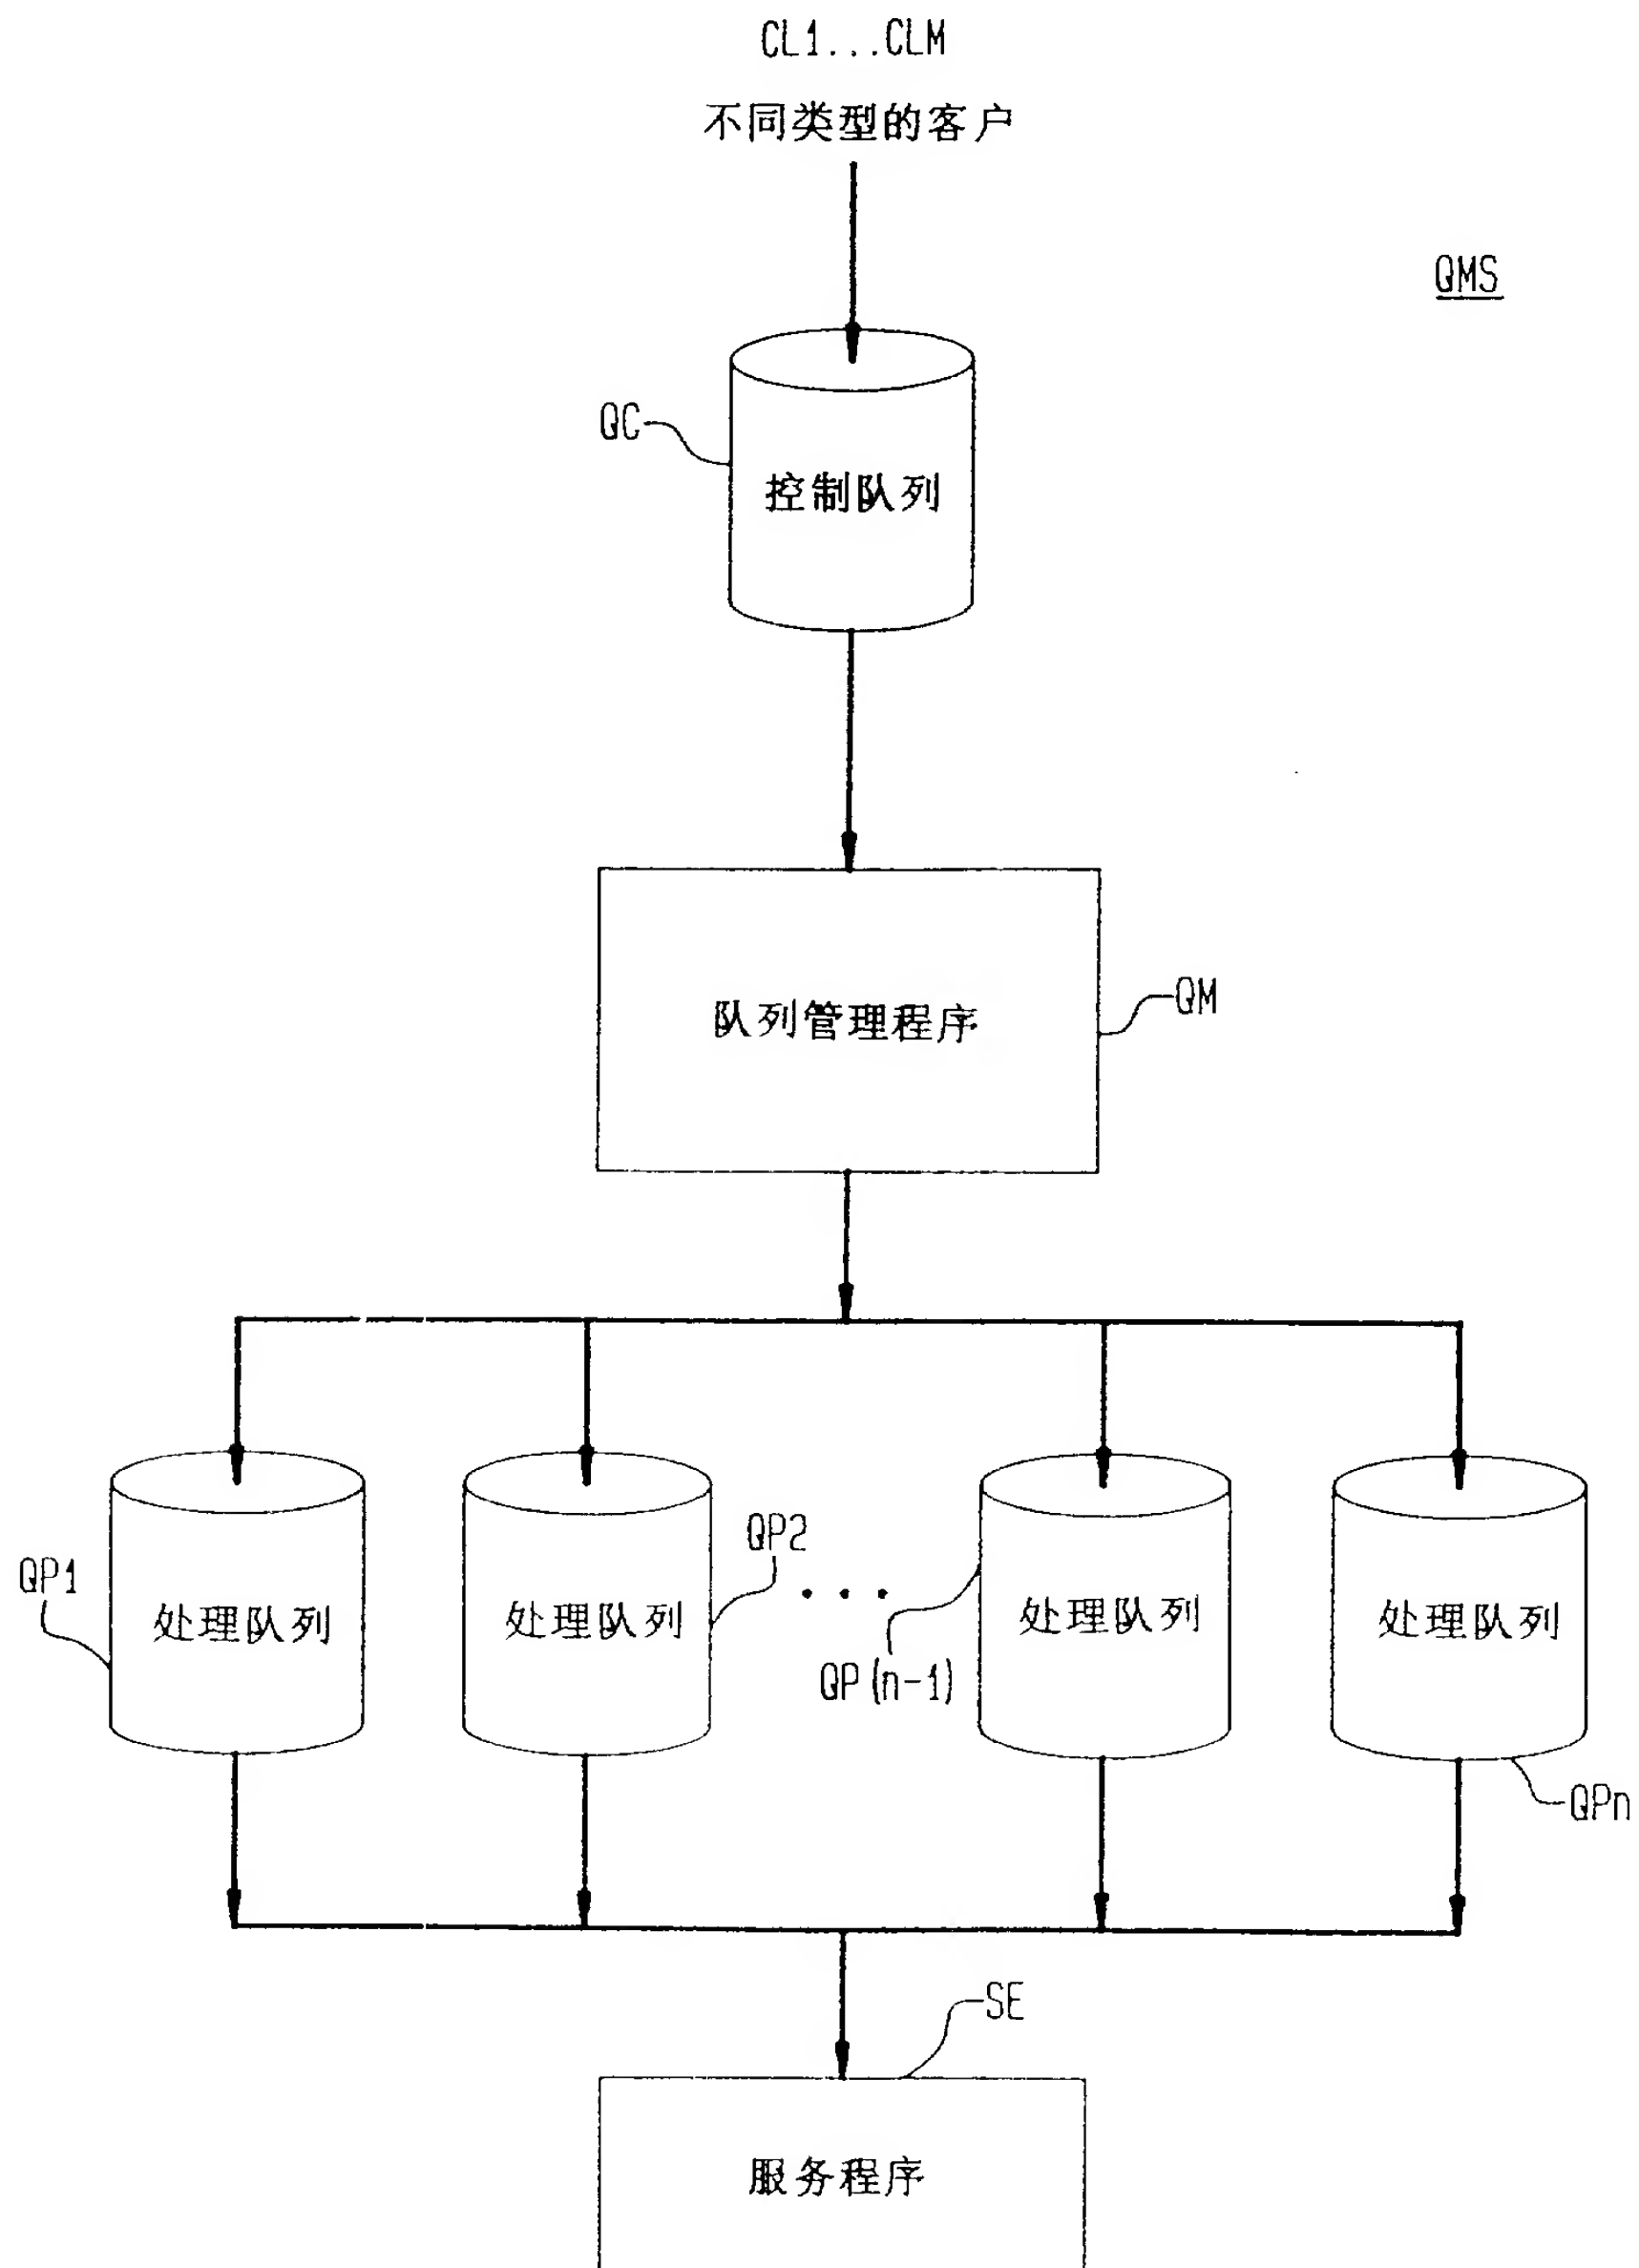 CL1...CLM
不同类型的客户
QMS
QC
控制队列
队列管理程序
QM
QP1
处理队列
处理队列
QP2
...
QP(n-1)
处理队列
处理队列
QPn
SE
服务程序